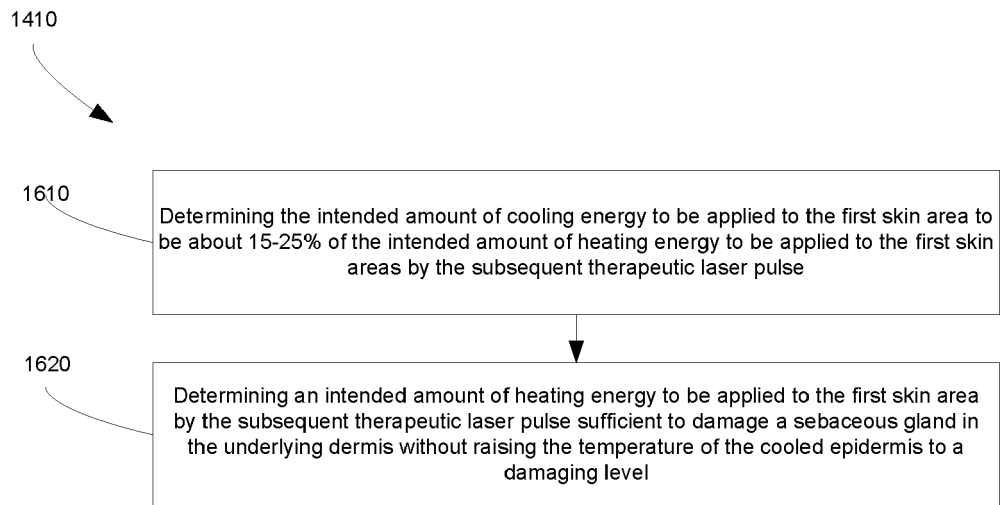 1410
1610
Determining the intended amount of cooling energy to be applied to the first skin area to
be about 15-25% of the intended amount of heating energy to be applied to the first skin
areas by the subsequent therapeutic laser pulse
1620
Determining an intended amount of heating energy to be applied to the first skin area
by the subsequent therapeutic laser pulse sufficient to damage a sebaceous gland in
the underlying dermis without raising the temperature of the cooled epidermis to a
damaging level